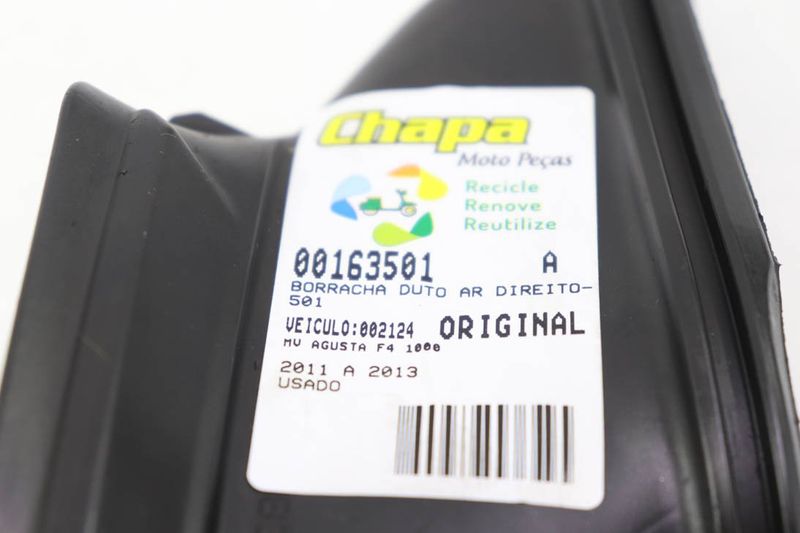 Chapa
Moto Peças
Recicle
Renove
Reutilize
00163501 A
BORRACHA DUTO AR DIREITO-
501
VEICULO:002124 ORIGINAL
MV AGUSTA F4 1000
2011 A 2013
USADO